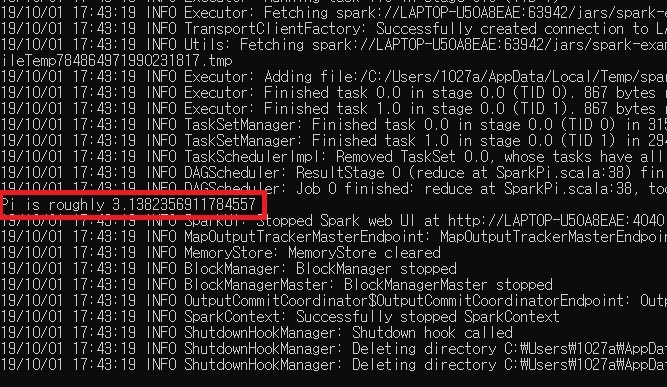 19/10/01 17:43:19 INFO Executor: Fetching spark://LAPTOP-U50A8EAE:63942/jars/spark-e
19/10/01 17:43:19 INFO TransportClientFactory: Successfully created connection to LA
19/10/01 17:43:19 INFO Utils: Fetching spark://LAPTOP-U50A8EAE:63942/jars/spark-exa
ileTemp784864971990231817.tmp
19/10/01 17:43:19 INFO Executor: Adding file:/C:/Users/1027a/AppData/Local/Temp/spar
19/10/01 17:43:19 INFO Executor: Finished task 0.0 in stage 0.0 (TID 0). 867 bytes r
19/10/01 17:43:19 INFO Executor: Finished task 1.0 in stage 0.0 (TID 1). 867 bytes r
19/10/01 17:43:19 INFO TaskSetManager: Finished task 0.0 in stage 0.0 (TID 0) in 315
19/10/01 17:43:19 INFO TaskSetManager: Finished task 1.0 in stage 0.0 (TID 1) in 294
19/10/01 17:43:19 INFO TaskSchedulerImpl: Removed TaskSet 0.0, whose tasks have all
19/10/01 17:43:19 INFO DAGScheduler: ResultStage 0 (reduce at SparkPi.scala:38) fin
19/10/01 17:43:19 INFO DAGScheduler: Job 0 finished: reduce at SparkPi.scala:38, too
Pi is roughly 3.1382356911784557
19/10/01 17:43:19 INFO SparkUI: Stopped Spark web UI at http://LAPTOP-U50A8EAE:4040
19/10/01 17:43:19 INFO MapOutputTrackerMasterEndpoint: MapOutputTrackerMasterEndpoin
19/10/01 17:43:19 INFO MemoryStore: MemoryStore cleared
19/10/01 17:43:19 INFO BlockManager: BlockManager stopped
19/10/01 17:43:19 INFO BlockManagerMaster: BlockManagerMaster stopped
19/10/01 17:43:19 INFO OutputCommitCoordinator$OutputCommitCoordinatorEndpoint: Outp
19/10/01 17:43:19 INFO SparkContext: Successfully stopped SparkContext
19/10/01 17:43:19 INFO ShutdownHookManager: Shutdown hook called
19/10/01 17:43:19 INFO ShutdownHookManager: Deleting directory C:₩Users₩1027a₩AppDat
19/10/01 17:43:19 INFO ShutdownHookManager: Deleting directory C:₩Users₩1027a₩AppDat